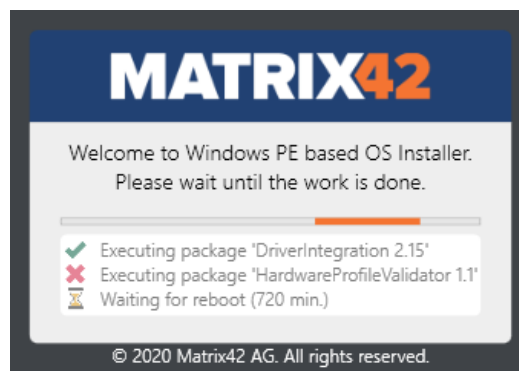 MATRIX42
Welcome to Windows PE based OS Installer.
Please wait until the work is done.
Executing package 'DriverIntegration 2.15'
Executing package 'HardwareProfileValidator 1.1'
Waiting for reboot (720 min.)
© 2020 Matrix42 AG. All rights reserved.